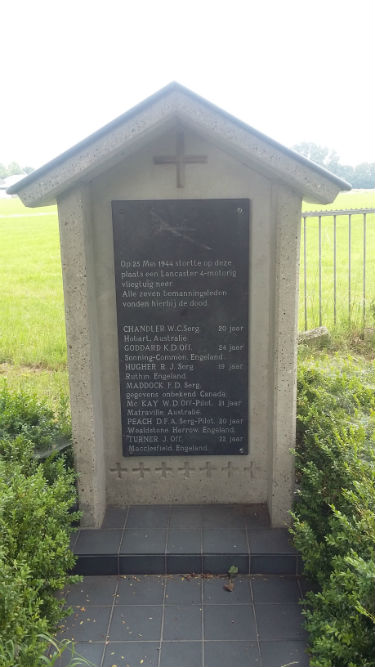 Op 25 Mei 1944 stortte op deze
plaats een Lancaster 4-motorig
vliegtuig neer.
Alle zeven bemanningsleden
vonden hierbij de dood.
CHANDLER W.C. Serg. 20 jaar
Hobart, Australie
GODDARD K.D. Off. 24 jaar
Sonning-Common. Engeland
HUGHER R.J. Serg 19 jaar
Ruthin. Engeland
MADDOCK F.D. Serg.
gegevens onbekend Canada:
Mc KAY W.D. Off-Pilot. 21 jaar
Matraville. Australië.
PEACH D.F.A. Serg-Pilot. 20 jaar
Wealdstone. Harrow. Engeland.
TURNER J. Off. 22 jaar
Macclesfield. Engeland.